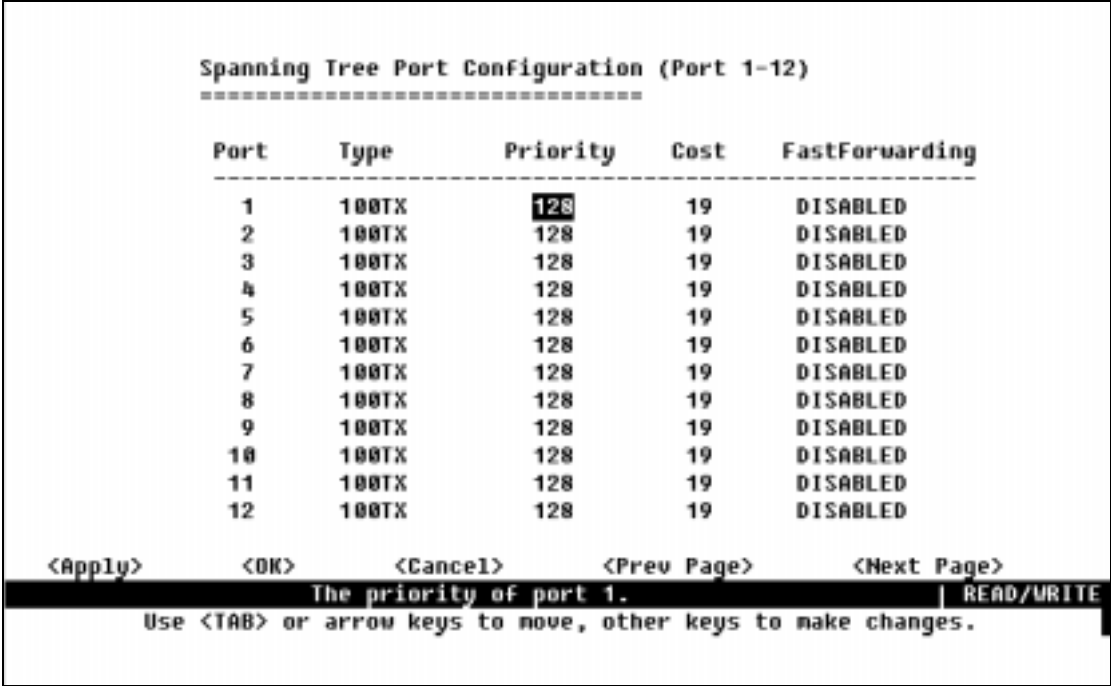 Spanning Tree Port Configuration (Port 1-12)
================================
Port Type Priority Cost FastForwarding
-------------------------------------------------------
1 100TX 128 19 DISABLED
2 100TX 128 19 DISABLED
3 100TX 128 19 DISABLED
4 100TX 128 19 DISABLED
5 100TX 128 19 DISABLED
6 100TX 128 19 DISABLED
7 100TX 128 19 DISABLED
8 100TX 128 19 DISABLED
9 100TX 128 19 DISABLED
10 100TX 128 19 DISABLED
11 100TX 128 19 DISABLED
12 100TX 128 19 DISABLED
<Apply> <OK> <Cancel> <Prev Page> <Next Page>
The priority of port 1. | READ/WRITE
Use <TAB> or arrow keys to move, other keys to make changes.